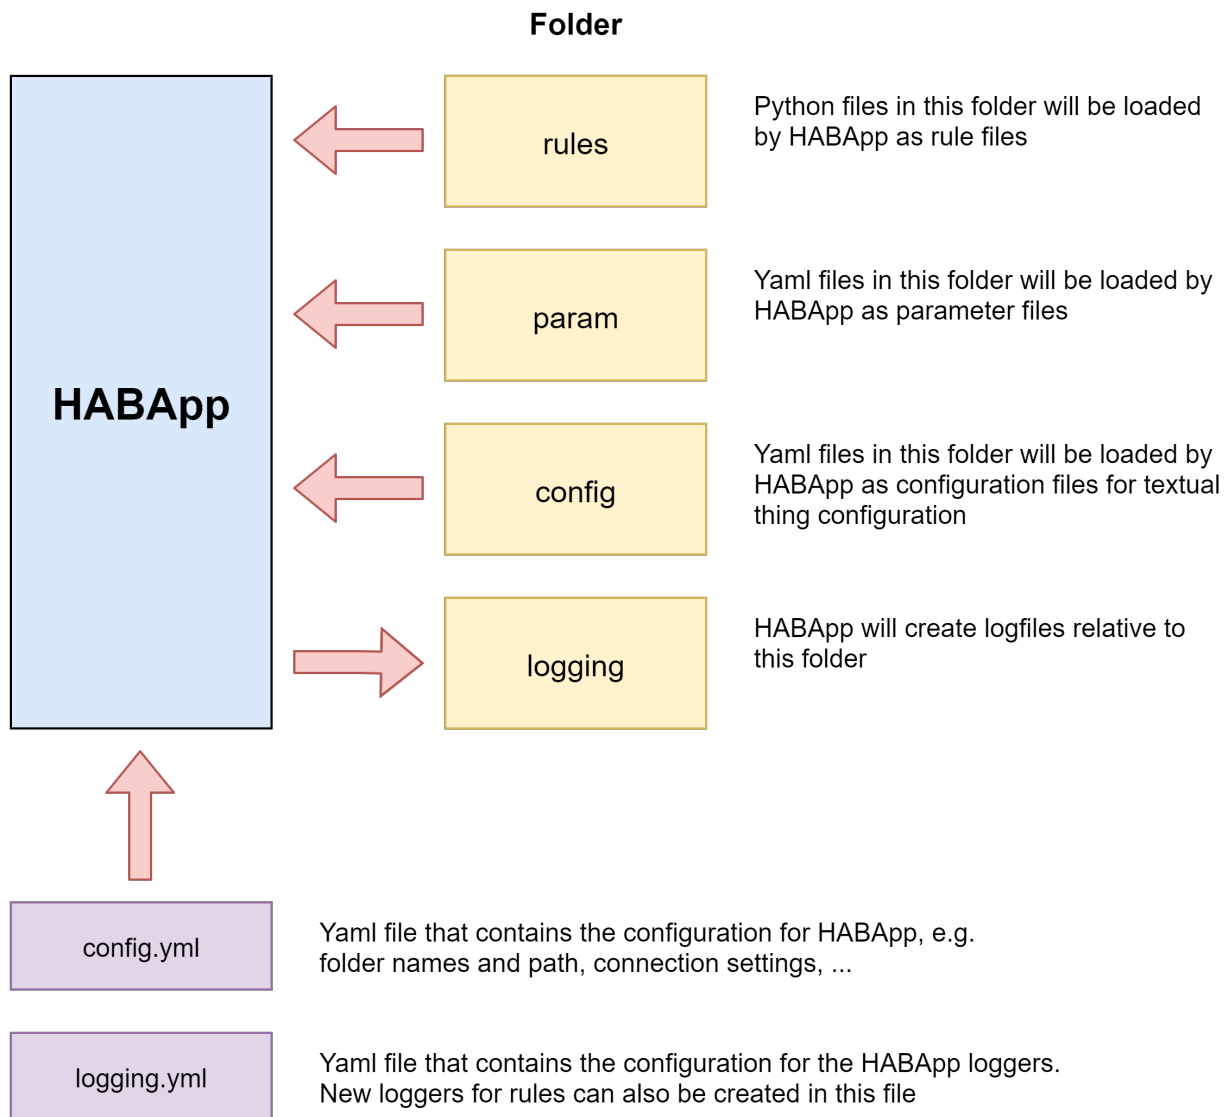 Folder
rules
Python files in this folder will be loaded
by HABApp as rule files
param
Yaml files in this folder will be loaded by
HABApp as parameter files
HABApp
config
Yaml files in this folder will be loaded by
HABApp as configuration files for textual
thing configuration
logging
HABApp will create logfiles relative to
this folder
config.yml
Yaml file that contains the configuration for HABApp, e.g.
folder names and path, connection settings, ...
logging.yml
Yaml file that contains the configuration for the HABApp loggers.
New loggers for rules can also be created in this file